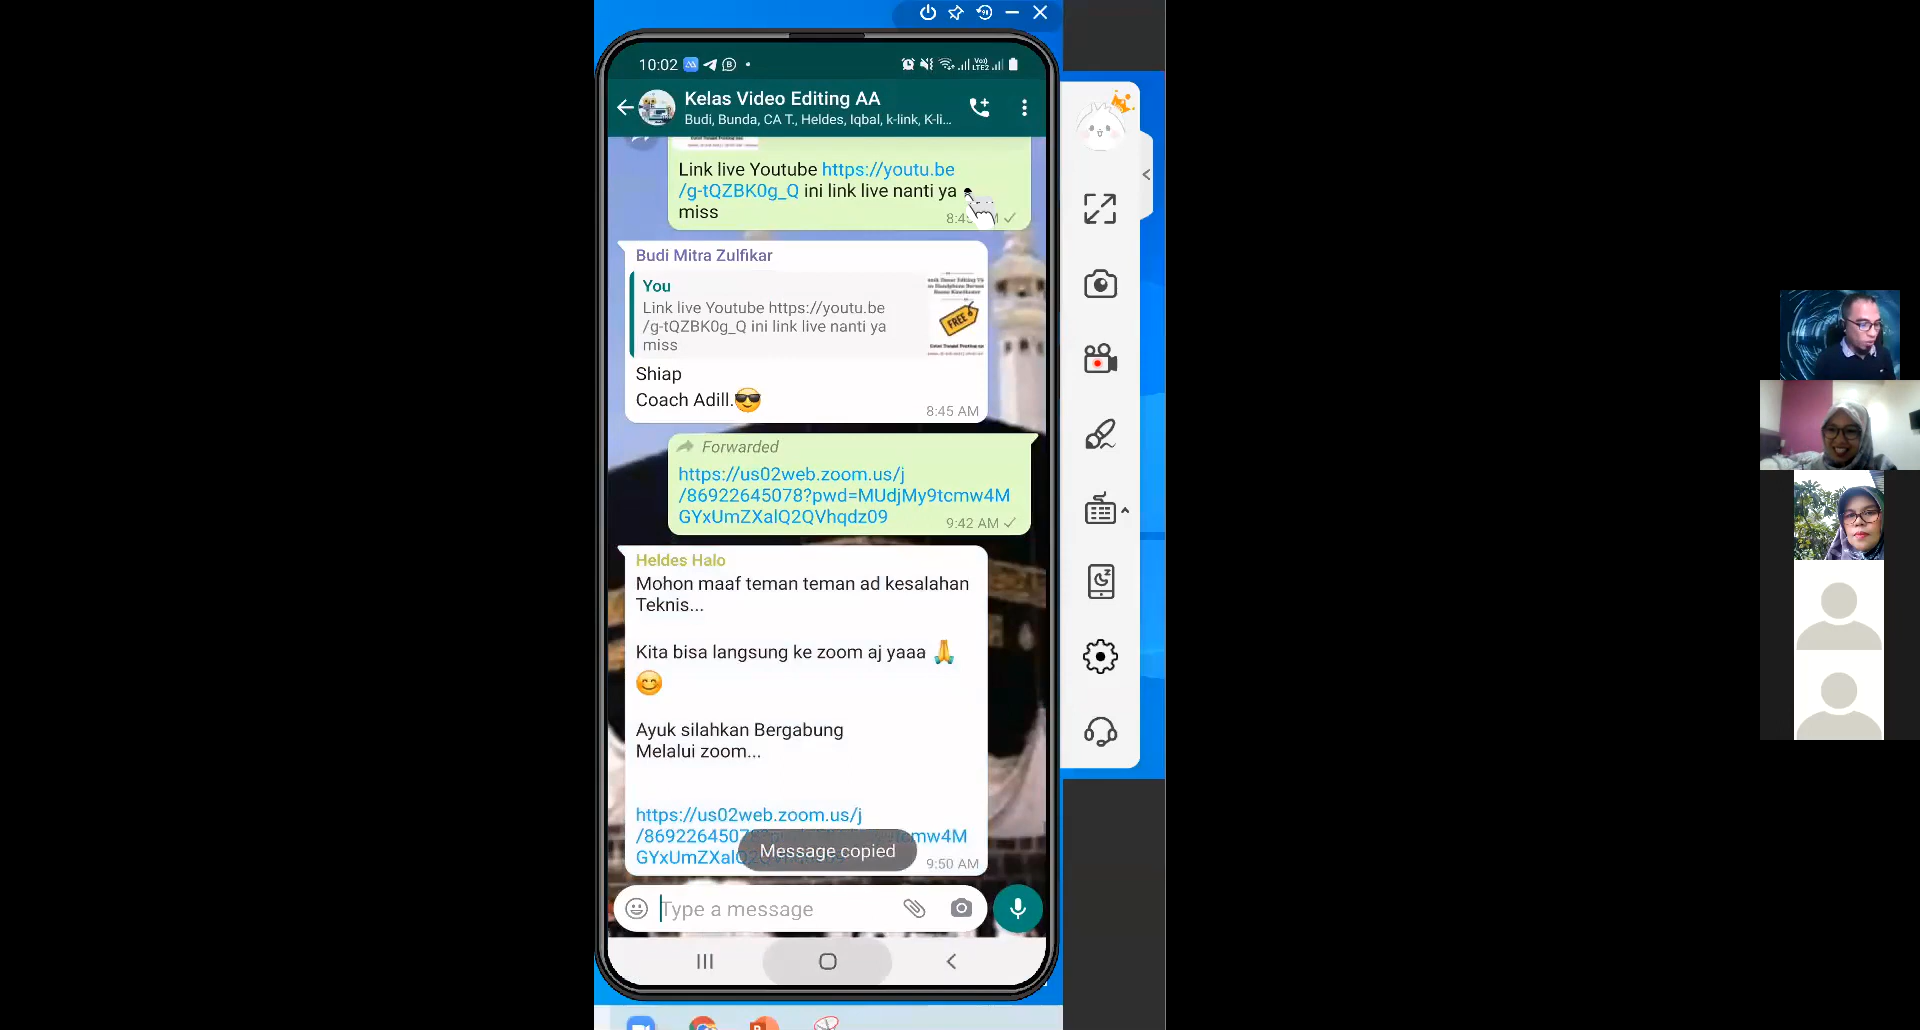 10:02
Kelas Video Editing AA
Budi, Bunda, CA T., Heldes, Iqbal, k-link, K-li...
Link live Youtube https://youtu.be
/g-tQZBK0g_Q ini link live nanti ya
miss
Budi Mitra Zulfikar
You
Link live Youtube https://youtu.be
/g-tQZBK0g_Q ini link live nanti ya
miss
FREE
Shiap
Coach Adill.😎
8:45 AM
Forwarded
https://us02web.zoom.us/j
/86922645078?pwd=MUdjMy9tcmw4M
GYxUmZXalQ2QVhqdz09
9:42 AM
Heldes Halo
Mohon maaf teman teman ad kesalahan
Teknis...
Kita bisa langsung ke zoom aj yaaa 🙏
😊
Ayuk silahkan Bergabung
Melalui zoom...
https://us02web.zoom.us/j
Message copied
9:50 AM
Type a message